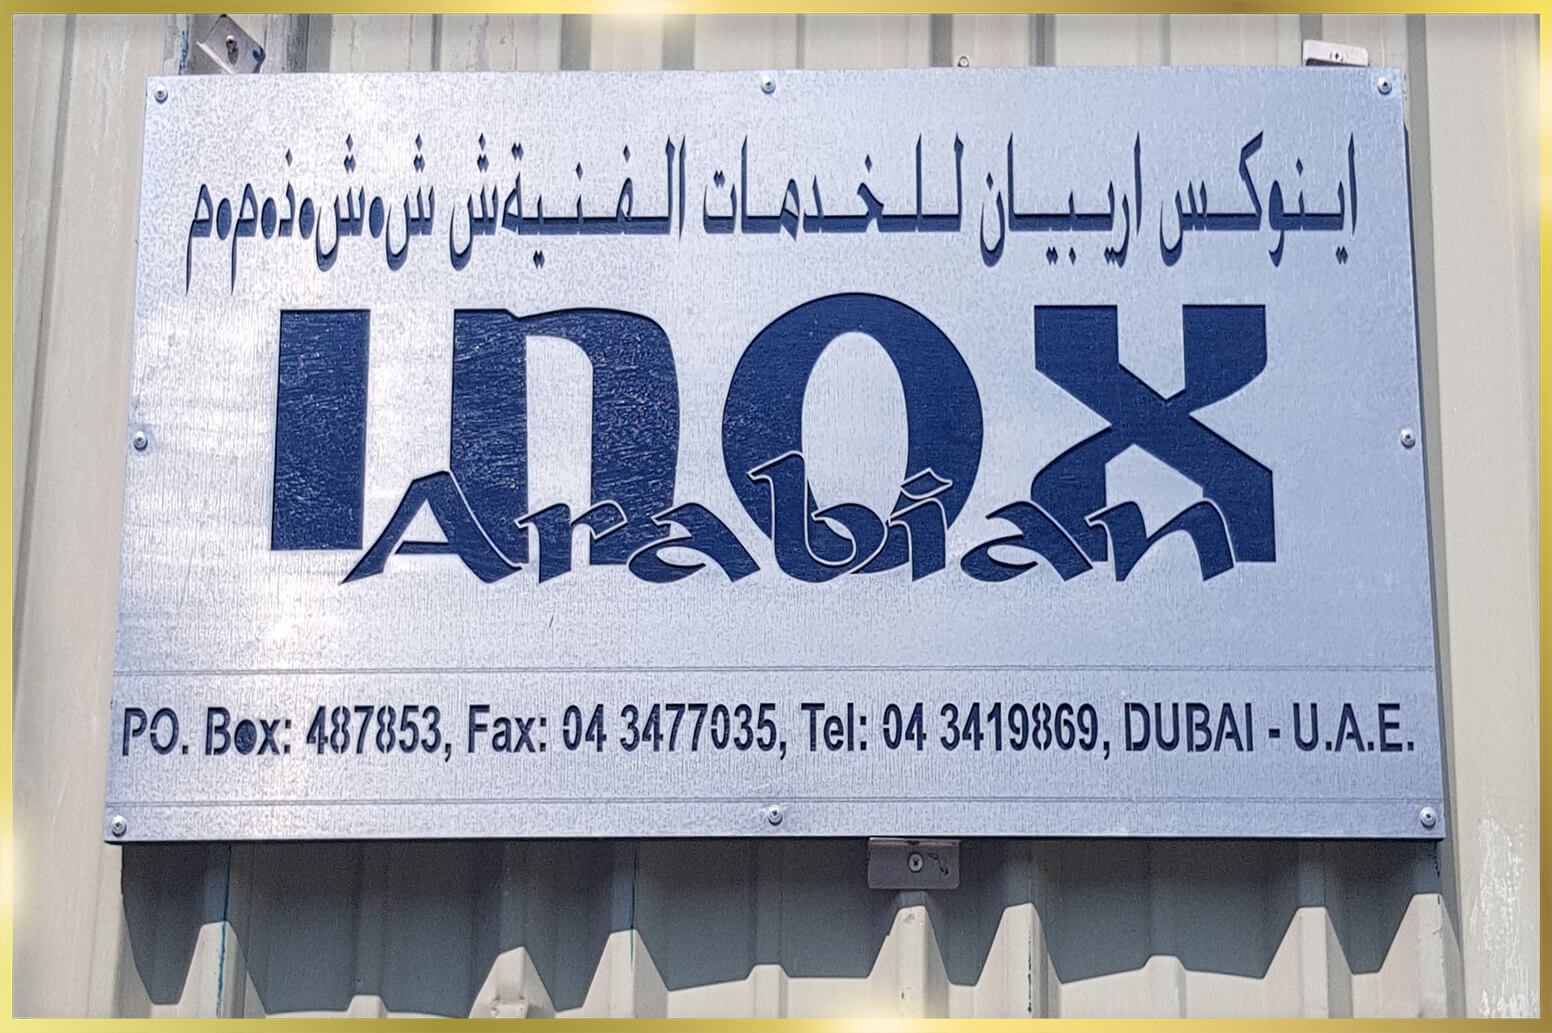 اينوكس اريبيان للخدمات الفنية ش ش.ش.ذ.م.م
INOX
Arabian
PO. Box: 487853, Fax: 04 3477035, Tel: 04 3419869, DUBAI - U.A.E.